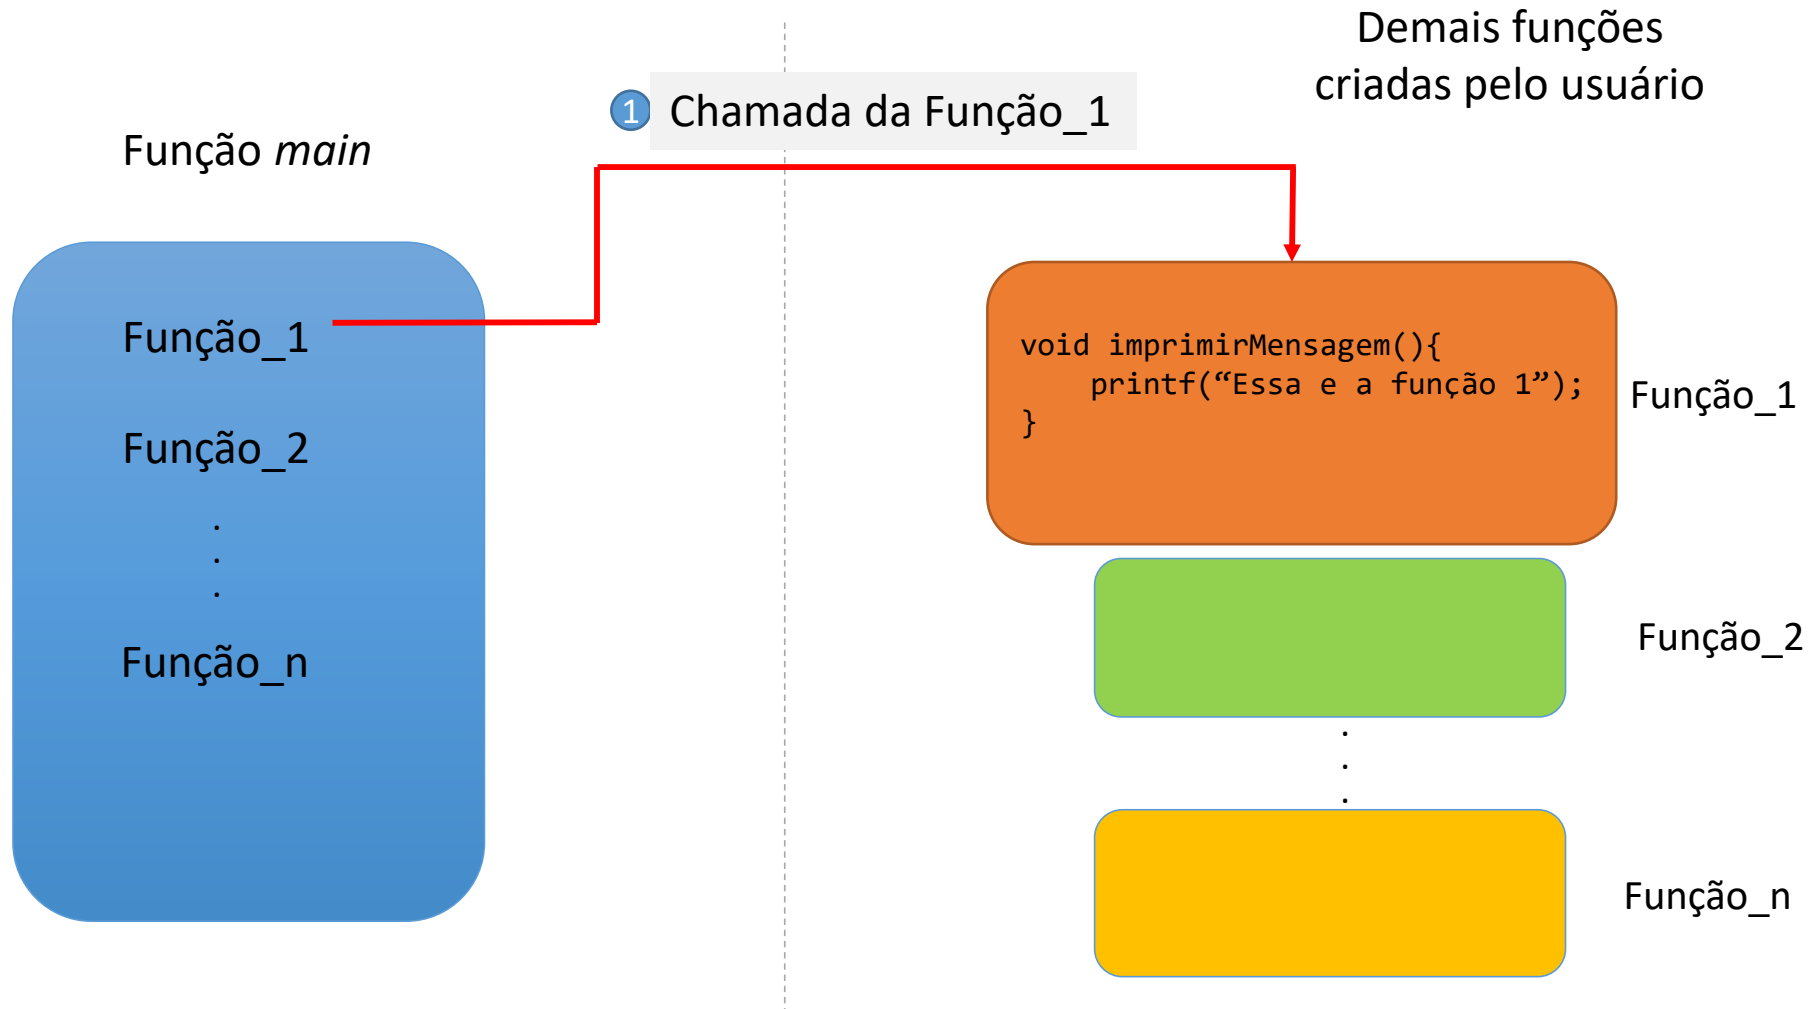 Demais funções
criadas pelo usuário
1 Chamada da Função_1
Função main
Função_1
Função_2
.
.
.
Função_n
void imprimirMensagem(){
    printf(“Essa e a função 1”);
}
Função_1
Função_2
.
.
.
Função_n